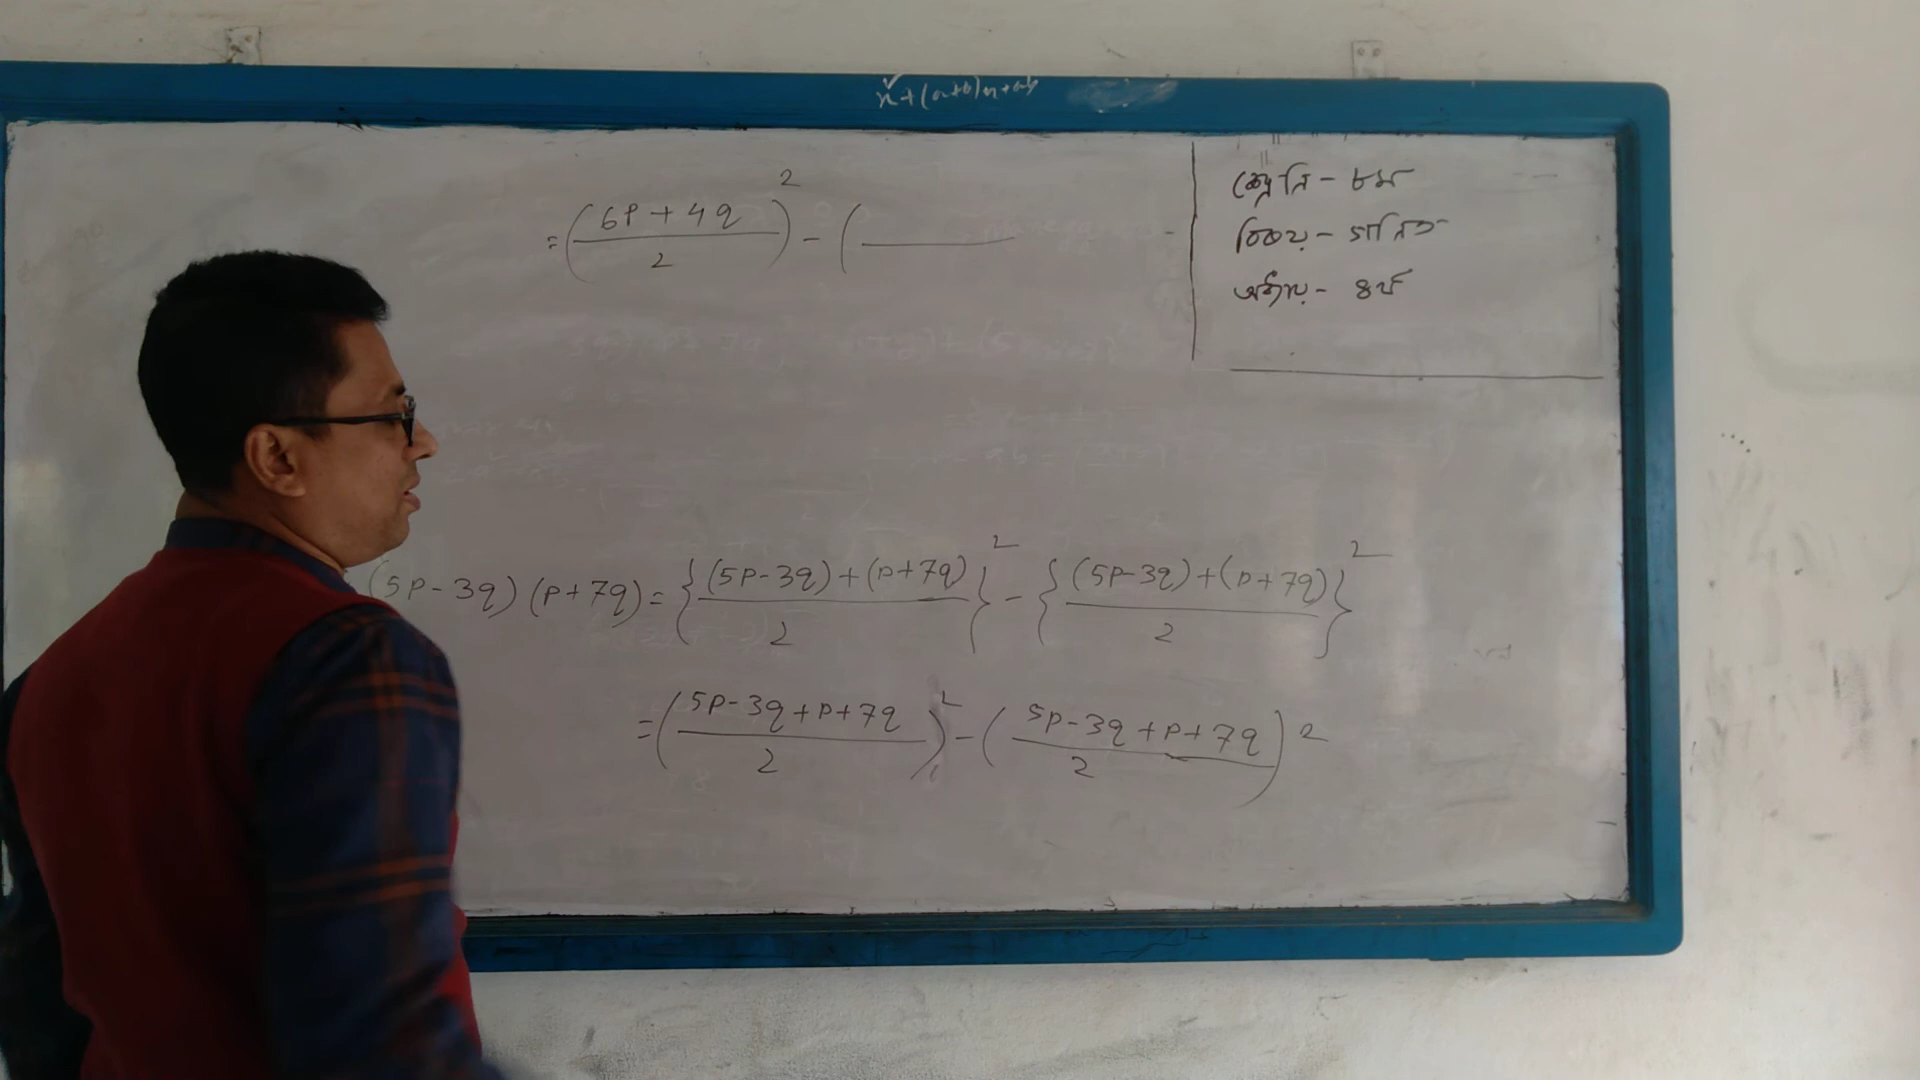 x²+(a+b)x+ab
= (6p+4q / 2)² - ( ———
শ্রেনি - ৮ম
বিষয় - গনিত
অধ্যায় - ৪র্থ
(5p-3q)(p+7q) = {(5p-3q)+(p+7q) / 2}² - {(5p-3q)+(p+7q) / 2}²
= (5p-3q+p+7q / 2)² - (5p-3q+p+7q / 2)²